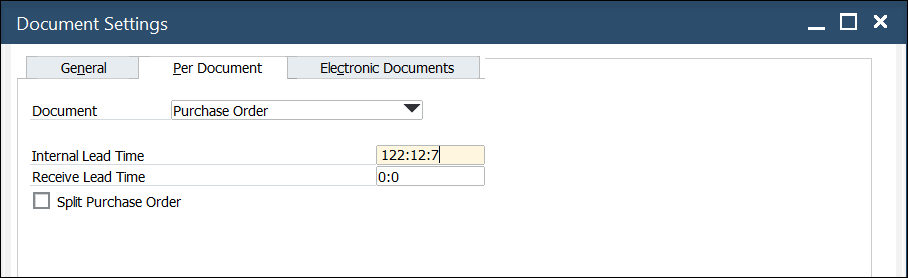 Document Settings
General Per Document Electronic Documents
Document Purchase Order
Internal Lead Time 122:12:7
Receive Lead Time 0:0
Split Purchase Order